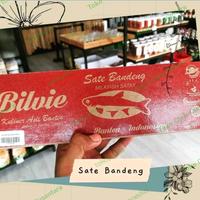 Sate Bandeng
MILKFISH SATAY
Bilvie
Kuliner Asli Banten
Banten - Indonesia
Sate Bandeng